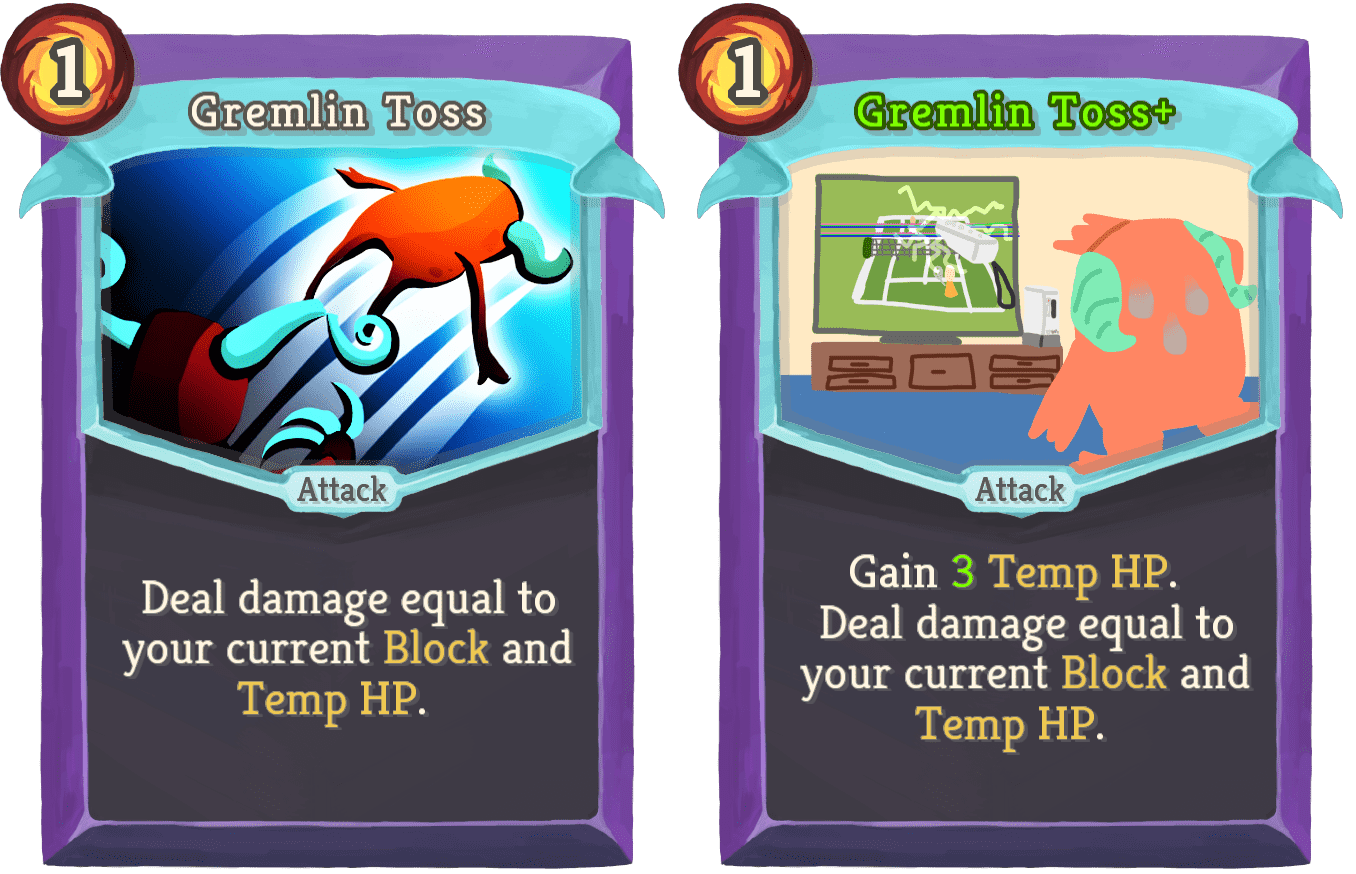 1
Gremlin Toss
Attack
Deal damage equal to
your current Block and
Temp HP.
1
Gremlin Toss+
Attack
Gain 3 Temp HP.
Deal damage equal to
your current Block and
Temp HP.